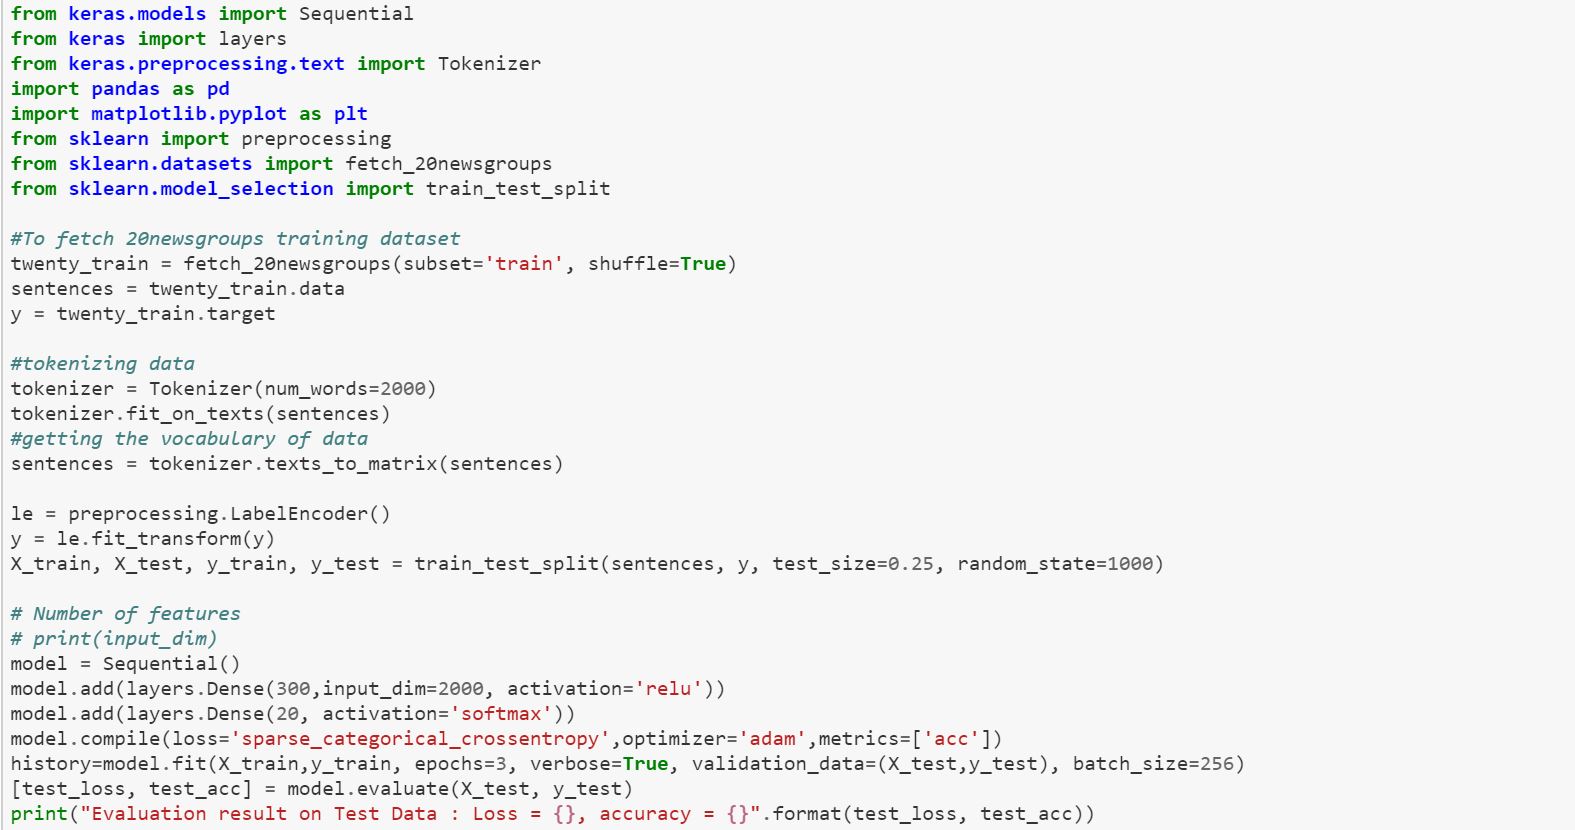 from keras.models import Sequential
from keras import layers
from keras.preprocessing.text import Tokenizer
import pandas as pd
import matplotlib.pyplot as plt
from sklearn import preprocessing
from sklearn.datasets import fetch_20newsgroups
from sklearn.model_selection import train_test_split

#To fetch 20newsgroups training dataset
twenty_train = fetch_20newsgroups(subset='train', shuffle=True)
sentences = twenty_train.data
y = twenty_train.target

#tokenizing data
tokenizer = Tokenizer(num_words=2000)
tokenizer.fit_on_texts(sentences)
#getting the vocabulary of data
sentences = tokenizer.texts_to_matrix(sentences)

le = preprocessing.LabelEncoder()
y = le.fit_transform(y)
X_train, X_test, y_train, y_test = train_test_split(sentences, y, test_size=0.25, random_state=1000)

# Number of features
# print(input_dim)
model = Sequential()
model.add(layers.Dense(300,input_dim=2000, activation='relu'))
model.add(layers.Dense(20, activation='softmax'))
model.compile(loss='sparse_categorical_crossentropy',optimizer='adam',metrics=['acc'])
history=model.fit(X_train,y_train, epochs=3, verbose=True, validation_data=(X_test,y_test), batch_size=256)
[test_loss, test_acc] = model.evaluate(X_test, y_test)
print("Evaluation result on Test Data : Loss = {}, accuracy = {}".format(test_loss, test_acc))